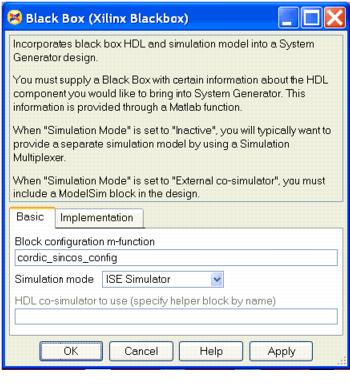 Black Box (Xilinx Blackbox)
Incorporates black box HDL and simulation model into a System
Generator design.
You must supply a Black Box with certain information about the HDL
component you would like to bring into System Generator. This
information is provided through a Matlab function.
When "Simulation Mode" is set to "Inactive", you will typically want to
provide a separate simulation model by using a Simulation
Multiplexer.
When "Simulation Mode" is set to "External co-simulator", you must
include a ModelSim block in the design.
Basic Implementation
Block configuration m-function
cordic_sincos_config
Simulation mode ISE Simulator
HDL co-simulator to use (specify helper block by name)
OK Cancel Help Apply